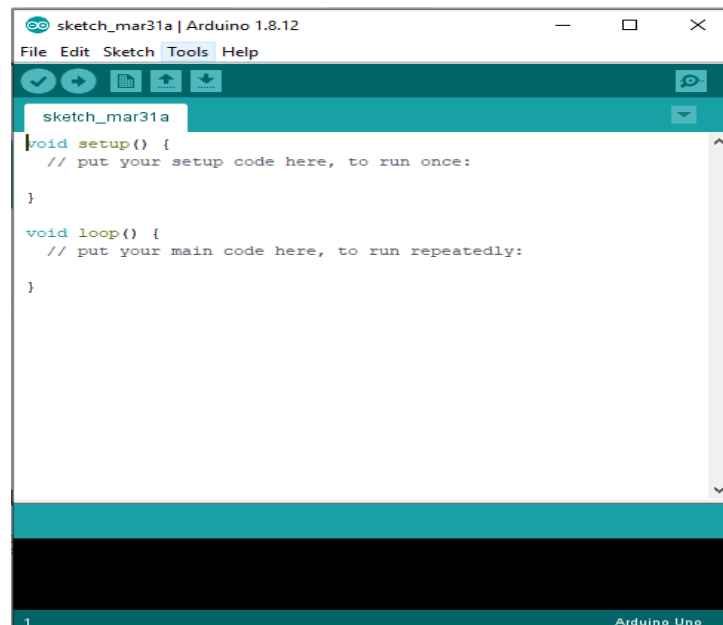 sketch_mar31a | Arduino 1.8.12
File Edit Sketch Tools Help
sketch_mar31a
void setup() {
  // put your setup code here, to run once:
}
void loop() {
  // put your main code here, to run repeatedly:
}
1 Arduino Uno